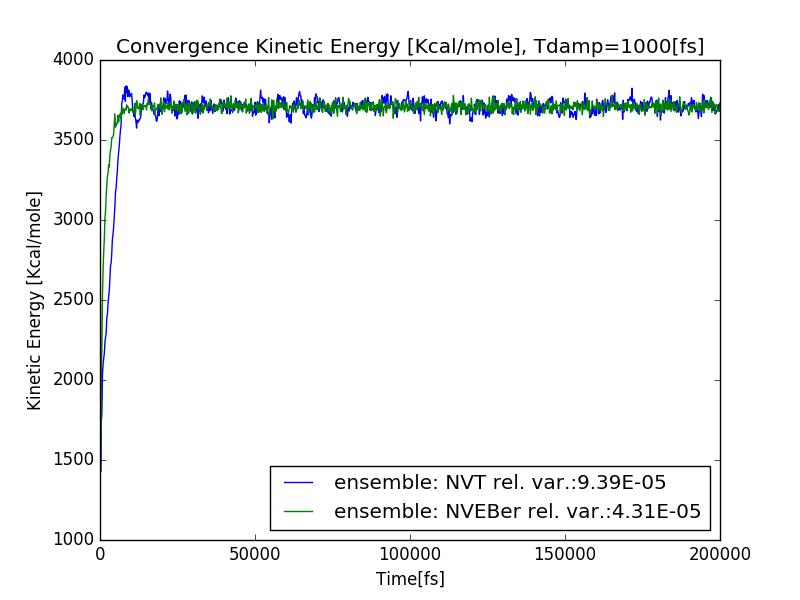 Convergence Kinetic Energy [Kcal/mole], Tdamp=1000[fs]
4000
3500
3000
2500
2000
1500
1000
Kinetic Energy [Kcal/mole]
ensemble: NVT rel. var.:9.39E-05
ensemble: NVEBer rel. var.:4.31E-05
0
50000
100000
150000
200000
Time[fs]